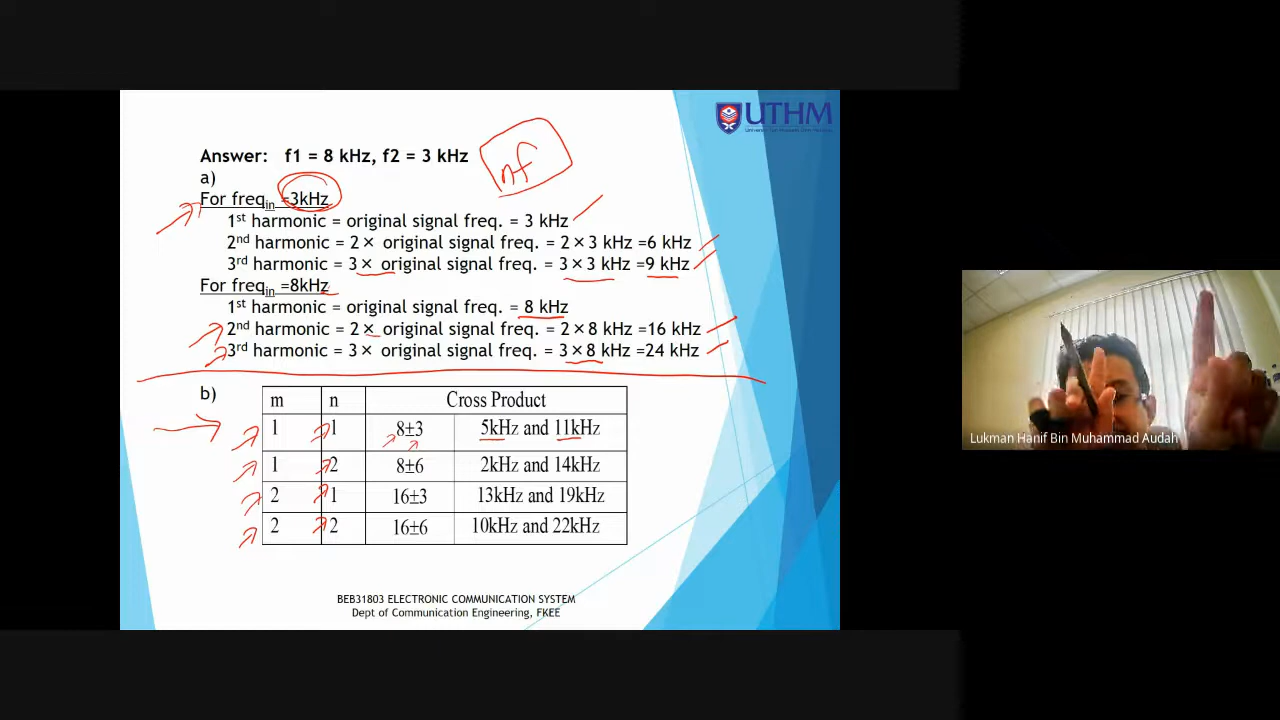 UTHM
Answer: f1 = 8 kHz, f2 = 3 kHz
nf
a)
For freqin =3kHz
1st harmonic = original signal freq. = 3 kHz
2nd harmonic = 2 × original signal freq. = 2 × 3 kHz =6 kHz
3rd harmonic = 3 × original signal freq. = 3 × 3 kHz =9 kHz
For freqin =8kHz
1st harmonic = original signal freq. = 8 kHz
2nd harmonic = 2 × original signal freq. = 2 × 8 kHz =16 kHz
3rd harmonic = 3 × original signal freq. = 3 × 8 kHz =24 kHz
b)
m n Cross Product
1 1 8±3 5kHz and 11kHz
1 2 8±6 2kHz and 14kHz
2 1 16±3 13kHz and 19kHz
2 2 16±6 10kHz and 22kHz
BEB31803 ELECTRONIC COMMUNICATION SYSTEM
Dept of Communication Engineering, FKEE
Lukman Hanif Bin Muhammad Audah